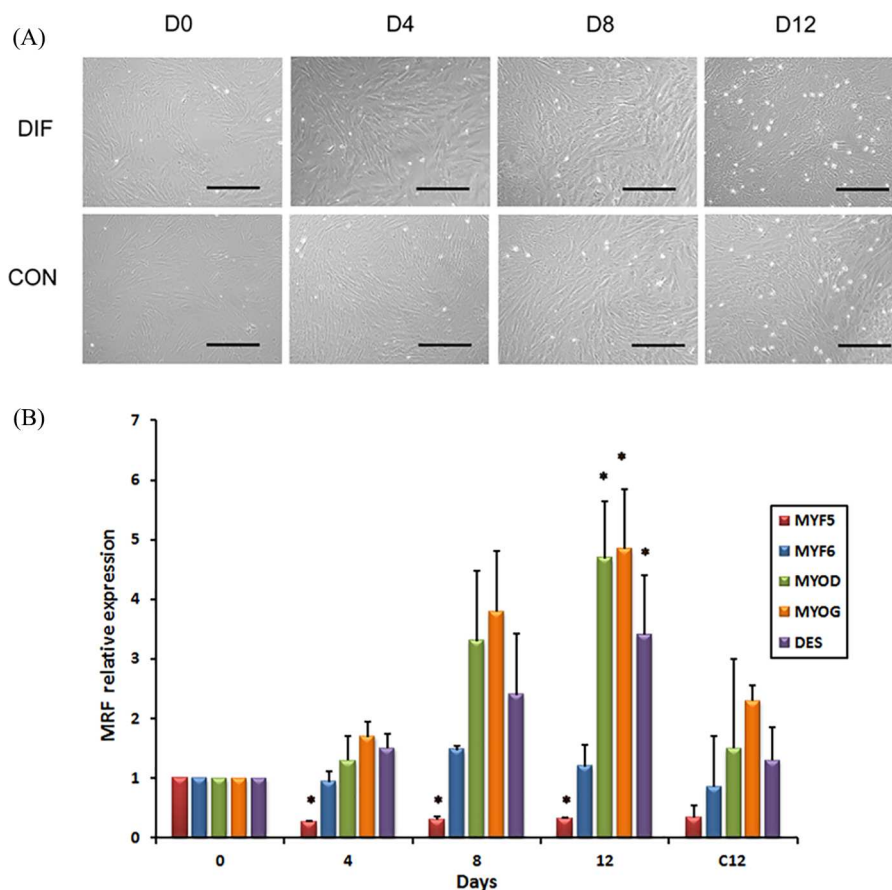 (A)
D0 D4 D8 D12
DIF
CON
(B)
MRF relative expression
7
6
5
4
3
2
1
0
* * * * * *
MYF5
MYF6
MYOD
MYOG
DES
0 4 8 12 C12
Days